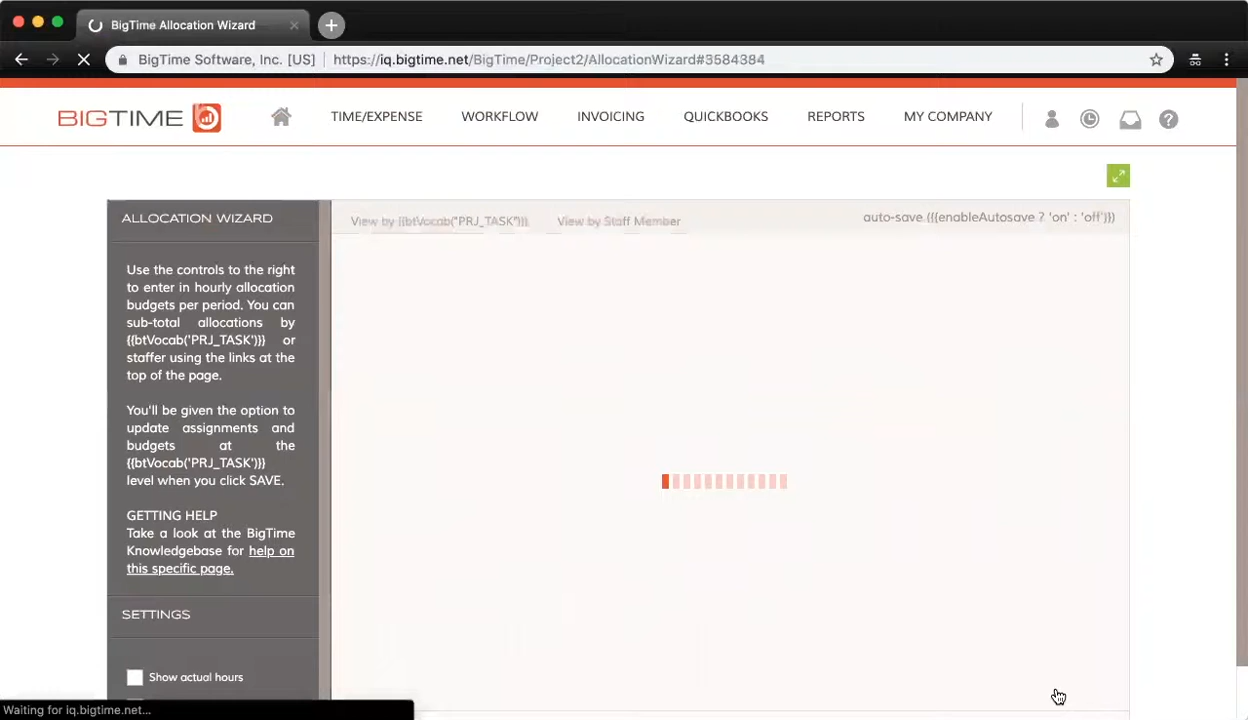 BigTime Allocation Wizard
BigTime Software, Inc. [US] https://iq.bigtime.net/BigTime/Project2/AllocationWizard#3584384
BIGTIME TIME/EXPENSE WORKFLOW INVOICING QUICKBOOKS REPORTS MY COMPANY
ALLOCATION WIZARD
View by {{btVocab("PRJ_TASK")}} View by Staff Member auto-save ({{enableAutosave ? 'on' : 'off'}})
Use the controls to the right
to enter in hourly allocation
budgets per period. You can
sub-total allocations by
{{btVocab('PRJ_TASK')}} or
staffer using the links at the
top of the page.
You'll be given the option to
update assignments and
budgets at the
{{btVocab('PRJ_TASK')}}
level when you click SAVE.
GETTING HELP
Take a look at the BigTime
Knowledgebase for help on
this specific page.
SETTINGS
Show actual hours
Waiting for iq.bigtime.net...